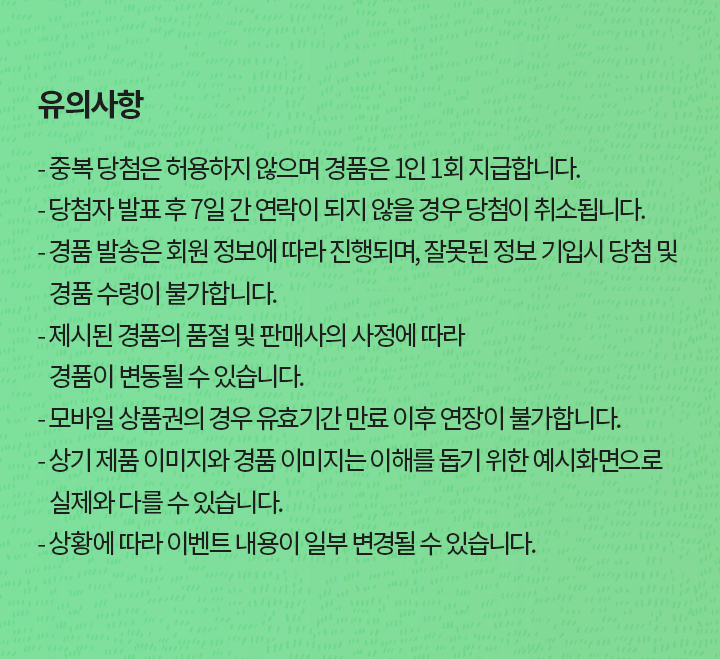 유의사항
- 중복 당첨은 허용하지 않으며 경품은 1인 1회 지급합니다.
- 당첨자 발표 후 7일 간 연락이 되지 않을 경우 당첨이 취소됩니다.
- 경품 발송은 회원 정보에 따라 진행되며, 잘못된 정보 기입시 당첨 및
경품 수령이 불가합니다.
- 제시된 경품의 품절 및 판매사의 사정에 따라
경품이 변동될 수 있습니다.
- 모바일 상품권의 경우 유효기간 만료 이후 연장이 불가합니다.
- 상기 제품 이미지와 경품 이미지는 이해를 돕기 위한 예시화면으로
실제와 다를 수 있습니다.
- 상황에 따라 이벤트 내용이 일부 변경될 수 있습니다.